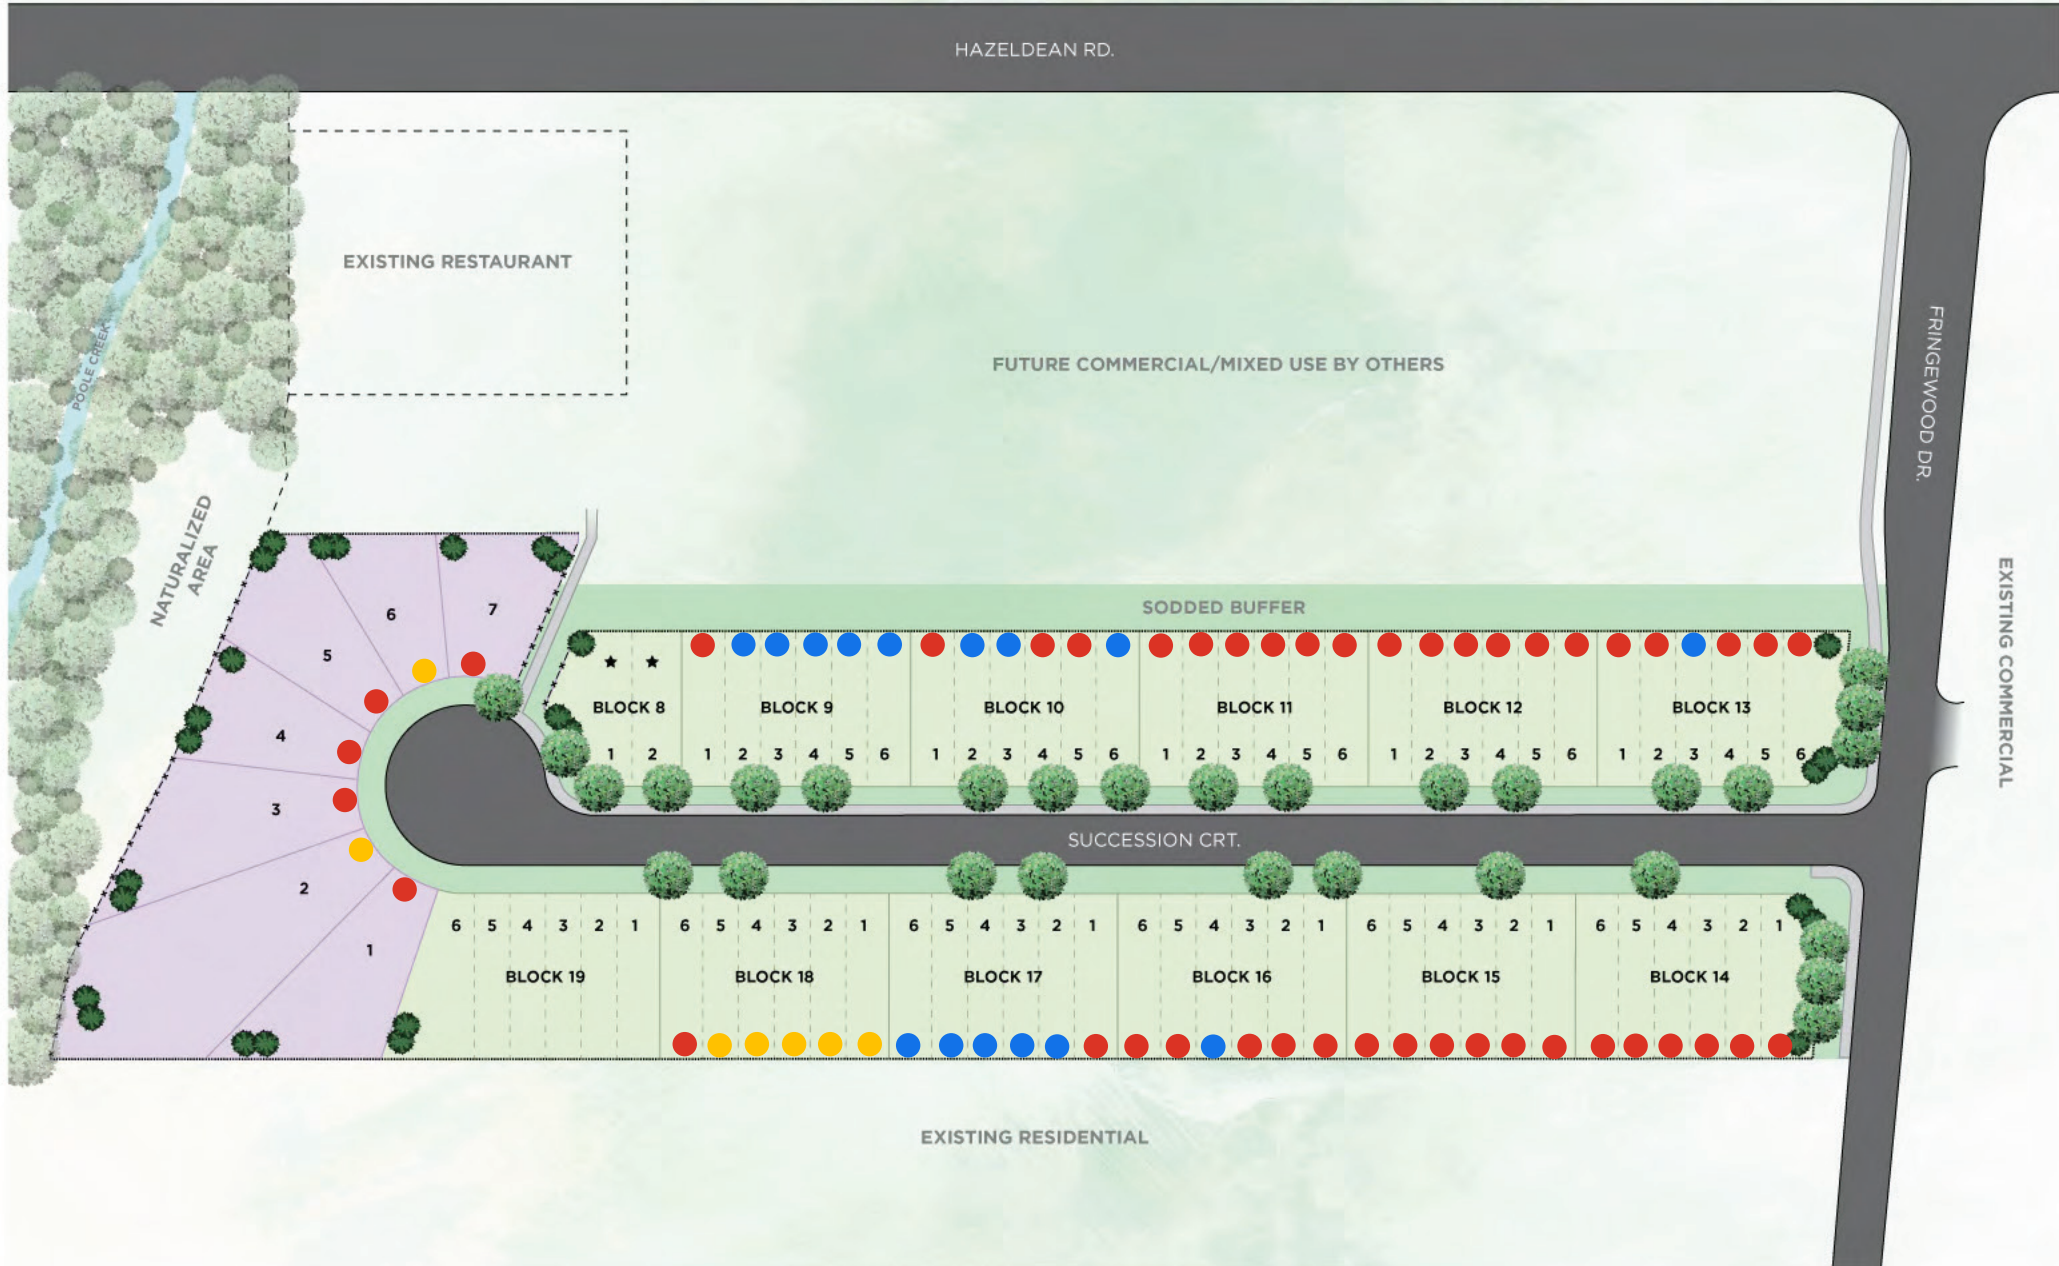 HAZELDEAN RD.
EXISTING RESTAURANT
POOLE CREEK
FUTURE COMMERCIAL/MIXED USE BY OTHERS
FRINGEWOOD DR.
NATURALIZED
AREA
EXISTING COMMERCIAL
SODDED BUFFER
7
6
5
4
3
2
1
BLOCK 8
BLOCK 9
BLOCK 10
BLOCK 11
BLOCK 12
BLOCK 13
1 2 1 2 3 4 5 6 1 2 3 4 5 6 1 2 3 4 5 6 1 2 3 4 5 6 1 2 3 4 5 6
SUCCESSION CRT.
6 5 4 3 2 1 6 5 4 3 2 1 6 5 4 3 2 1 6 5 4 3 2 1 6 5 4 3 2 1 6 5 4 3 2 1
BLOCK 19
BLOCK 18
BLOCK 17
BLOCK 16
BLOCK 15
BLOCK 14
EXISTING RESIDENTIAL